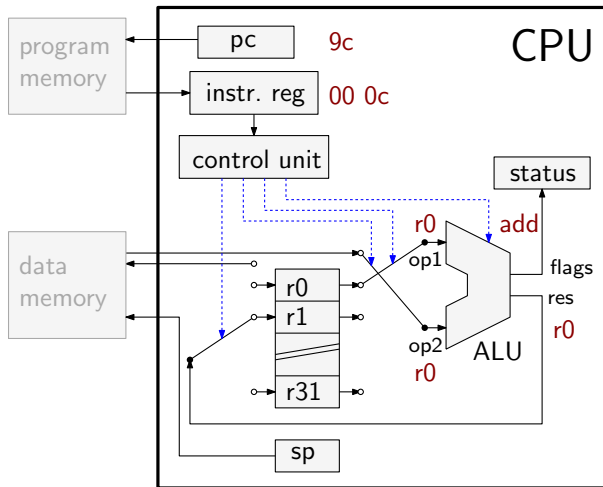 program
memory
pc
9c
CPU
instr. reg
00 0c
control unit
status
r0
add
op1
data
memory
r0
r1
r31
flags
res
op2
ALU
r0
r0
sp